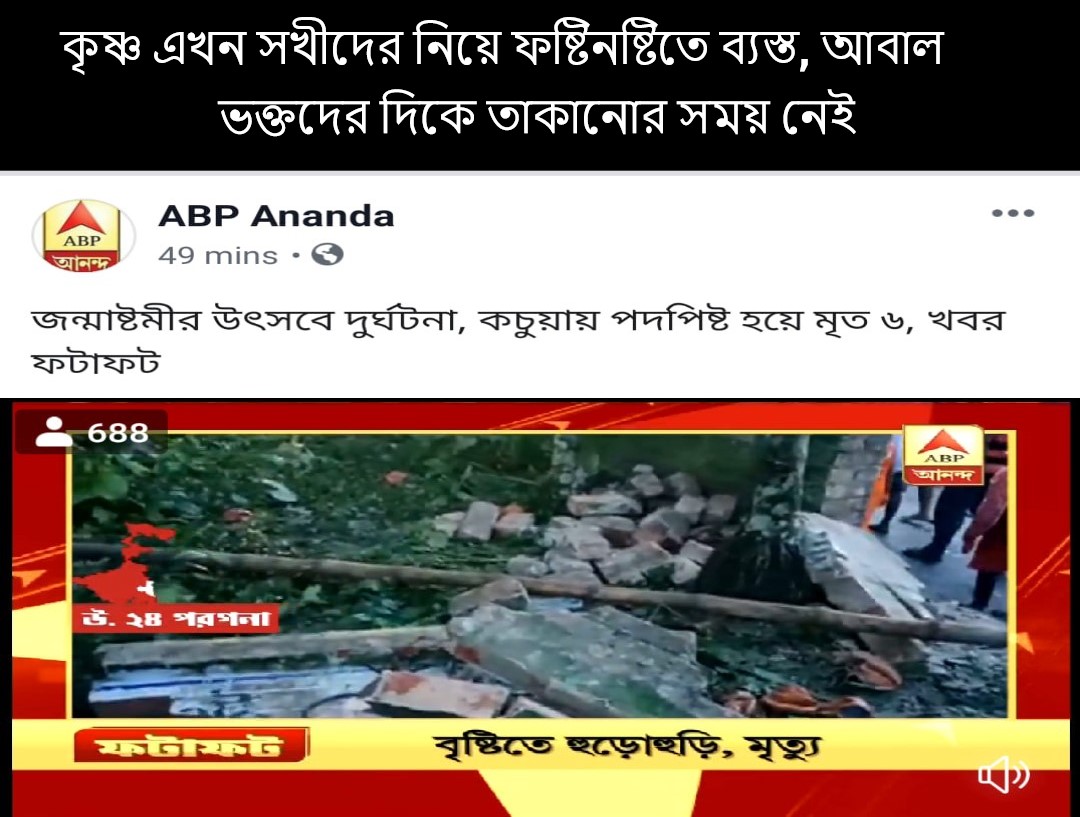 কৃষ্ণ এখন সখীদের নিয়ে ফষ্টিনষ্টিতে ব্যস্ত, আবাল
ভক্তদের দিকে তাকানোর সময় নেই
ABP Ananda
49 mins
ABP
আনন্দ
জন্মাষ্টমীর উৎসবে দুর্ঘটনা, কচুয়ায় পদপিষ্ট হয়ে মৃত ৬, খবর
ফটাফট
688
ABP
আনন্দ
উ. ২৪ পরগনা
ফটাফট
বৃষ্টিতে হুড়োহুড়ি, মৃত্যু